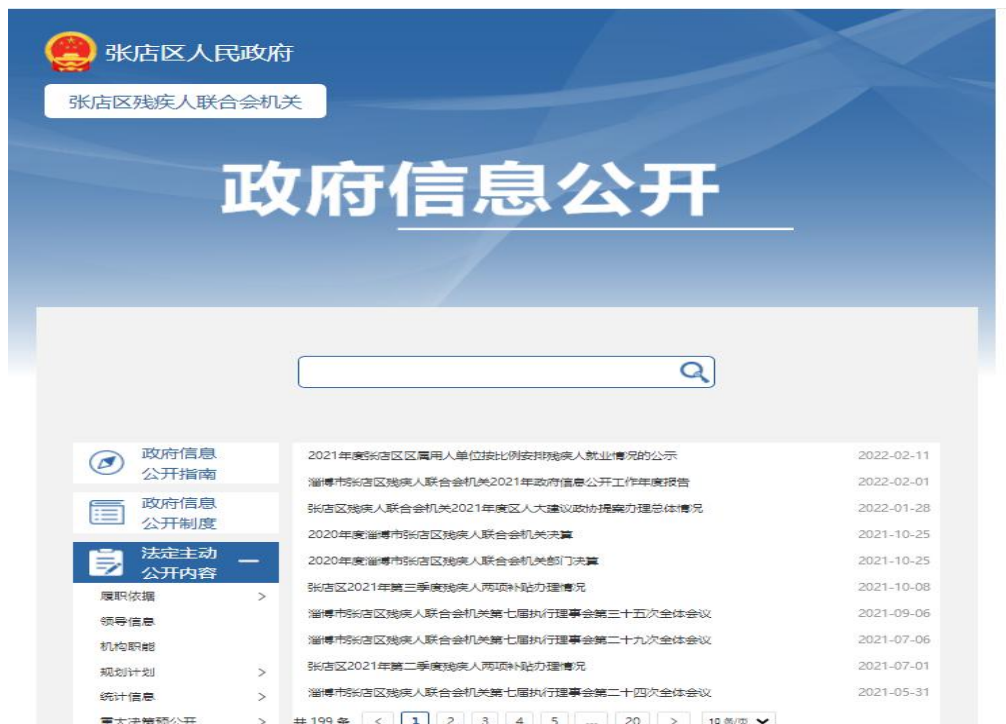 张店区人民政府
张店区残疾人联合会机关
政府信息公开
政府信息
公开指南
政府信息
公开制度
法定主动
公开内容
履职依据 >
领导信息
机构职能
规划计划 >
统计信息 >
重大决策预公开 >
2021年度张店区区属用人单位按比例安排残疾人就业情况的公示 2022-02-11
淄博市张店区残疾人联合会机关2021年政府信息公开工作年度报告 2022-02-01
张店区残疾人联合会机关2021年度区人大建议政协提案办理总体情况 2022-01-28
2020年度淄博市张店区残疾人联合会机关决算 2021-10-25
2020年度淄博市张店区残疾人联合会机关部门决算 2021-10-25
张店区2021年第三季度残疾人两项补贴办理情况 2021-10-08
淄博市张店区残疾人联合会机关第七届执行理事会第三十五次全体会议 2021-09-06
淄博市张店区残疾人联合会机关第七届执行理事会第二十九次全体会议 2021-07-06
张店区2021年第二季度残疾人两项补贴办理情况 2021-07-01
淄博市张店区残疾人联合会机关第七届执行理事会第二十四次全体会议 2021-05-31
共 199 条 < 1 2 3 4 5 ... 20 > 条/页